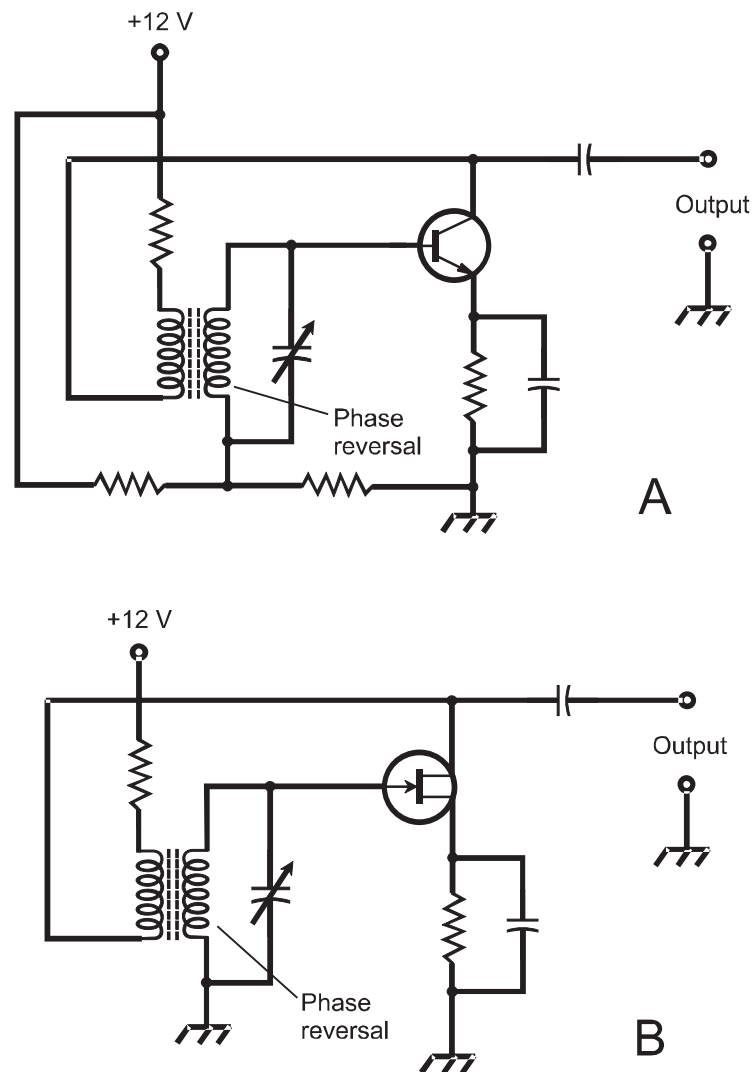 +12 V
Output
Phase
reversal
A
+12 V
Output
Phase
reversal
B